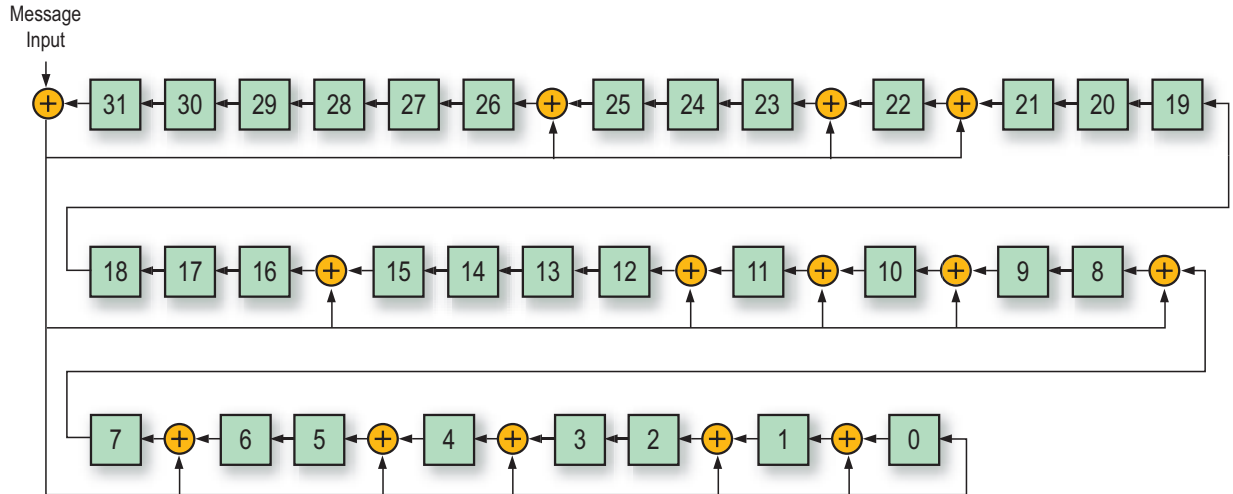 Message
Input
+ 31 30 29 28 27 26 + 25 24 23 + 22 + 21 20 19
18 17 16 + 15 14 13 12 + 11 + 10 + 9 8 +
7 + 6 5 + 4 + 3 2 + 1 + 0